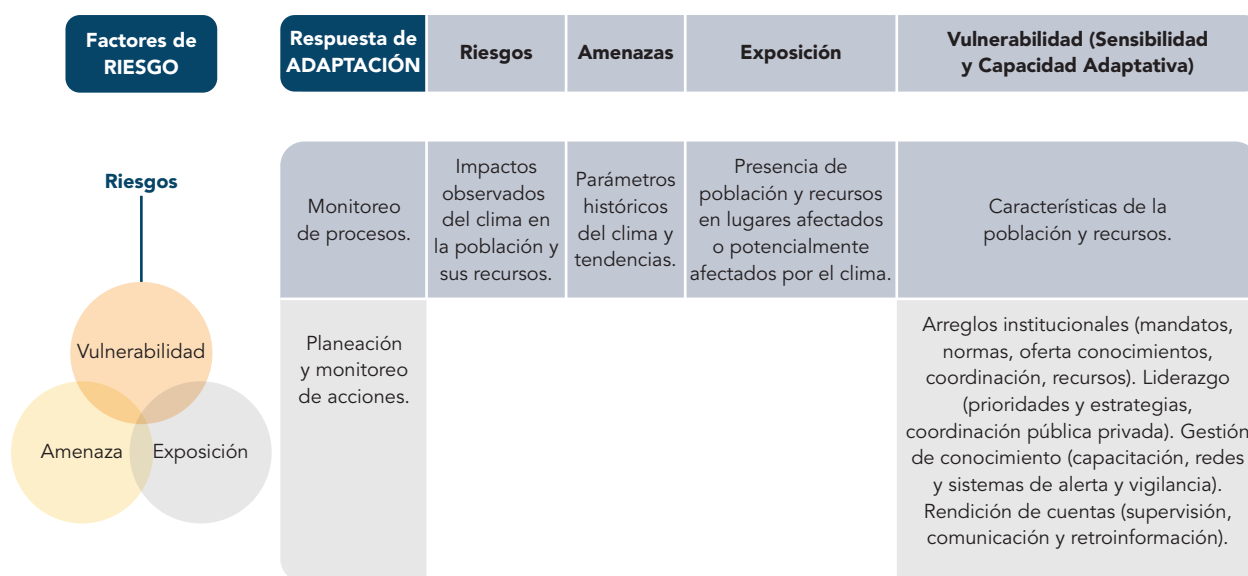 Factores de
RIESGO
Respuesta de
ADAPTACIÓN
Riesgos
Amenazas
Exposición
Vulnerabilidad (Sensibilidad
y Capacidad Adaptativa)
Riesgos
Vulnerabilidad
Amenaza
Exposición
Monitoreo
de procesos.
Impactos
observados
del clima en
la población y
sus recursos.
Parámetros
históricos
del clima y
tendencias.
Presencia de
población y recursos
en lugares afectados
o potencialmente
afectados por el clima.
Características de la
población y recursos.
Planeación
y monitoreo
de acciones.
Arreglos institucionales (mandatos,
normas, oferta conocimientos,
coordinación, recursos). Liderazgo
(prioridades y estrategias,
coordinación pública privada). Gestión
de conocimiento (capacitación, redes
y sistemas de alerta y vigilancia).
Rendición de cuentas (supervisión,
comunicación y retroinformación).